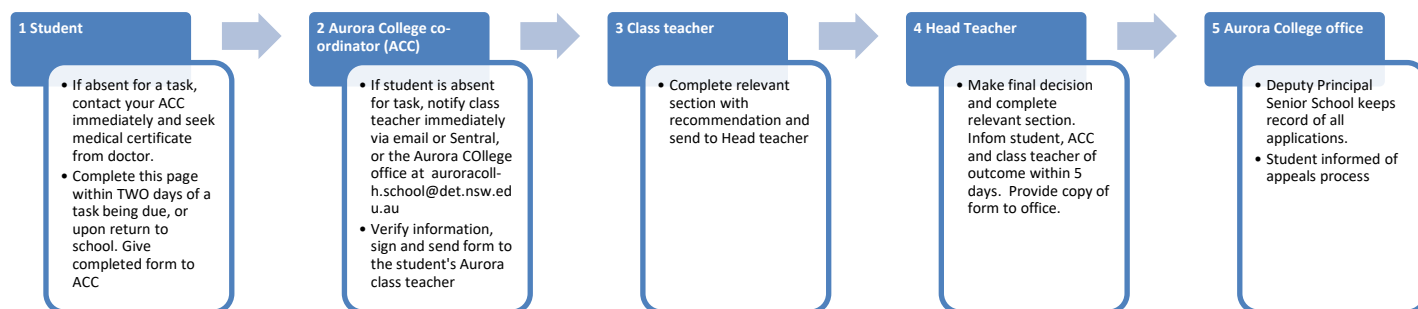 1 Student
• If absent for a task,
contact your ACC
immediately and seek
medical certificate
from doctor.
• Complete this page
within TWO days of a
task being due, or
upon return to
school. Give
completed form to
ACC
2 Aurora College co-
ordinator (ACC)
• If student is absent
for task, notify class
teacher immediately
via email or Sentral,
or the Aurora COllege
office at auroracoll-
h.school@det.nsw.ed
u.au
• Verify information,
sign and send form to
the student's Aurora
class teacher
3 Class teacher
• Complete relevant
section with
recommendation and
send to Head teacher
4 Head Teacher
• Make final decision
and complete
relevant section.
Infom student, ACC
and class teacher of
outcome within 5
days. Provide copy of
form to office.
5 Aurora College office
• Deputy Principal
Senior School keeps
record of all
applications.
• Student informed of
appeals process